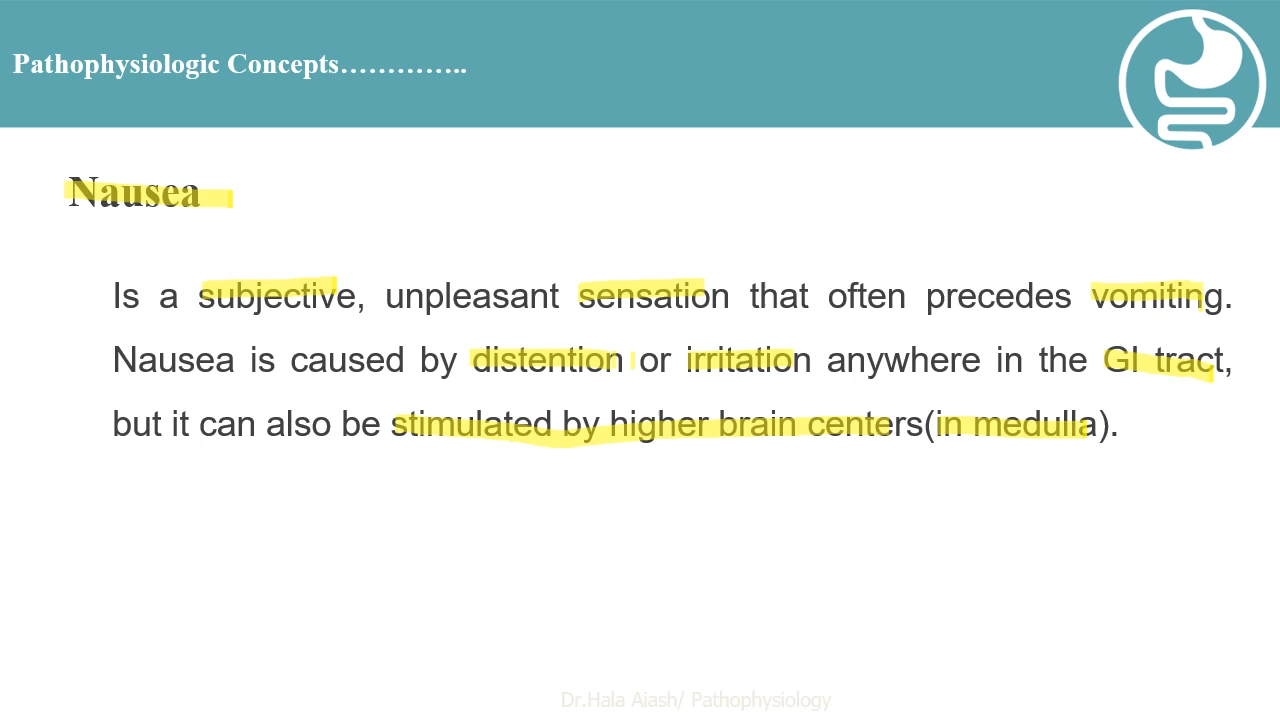 Pathophysiologic Concepts…………..
Nausea
Is a subjective, unpleasant sensation that often precedes vomiting.
Nausea is caused by distention or irritation anywhere in the GI tract,
but it can also be stimulated by higher brain centers(in medulla).
Dr.Hala Aiash/ Pathophysiology